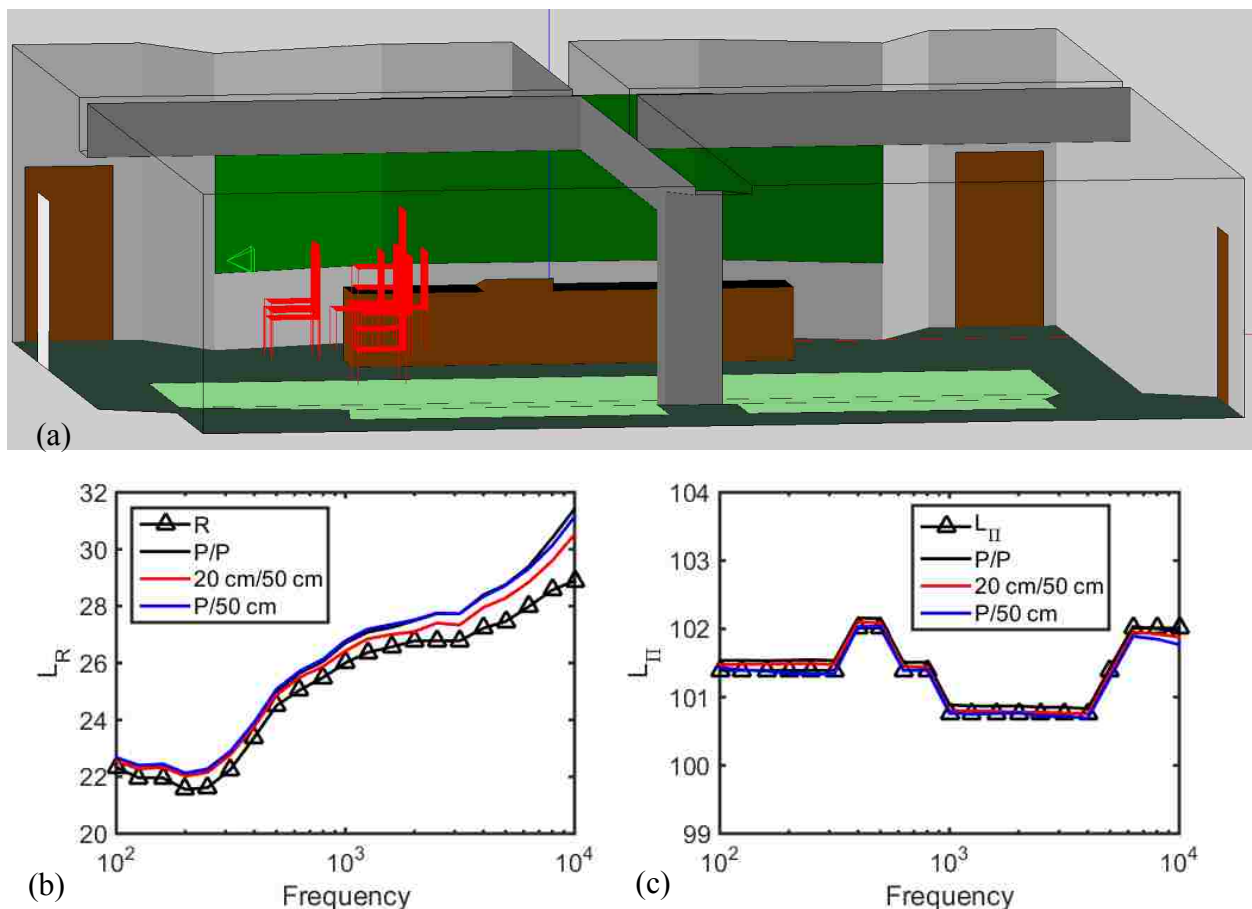 (a)
32
30
28
26
24
22
20
L_R
R
P/P
20 cm/50 cm
P/50 cm
10^2
10^3
10^4
Frequency
(b)
104
103
102
101
100
99
L_Π
L_Π
P/P
20 cm/50 cm
P/50 cm
10^2
10^3
10^4
Frequency
(c)